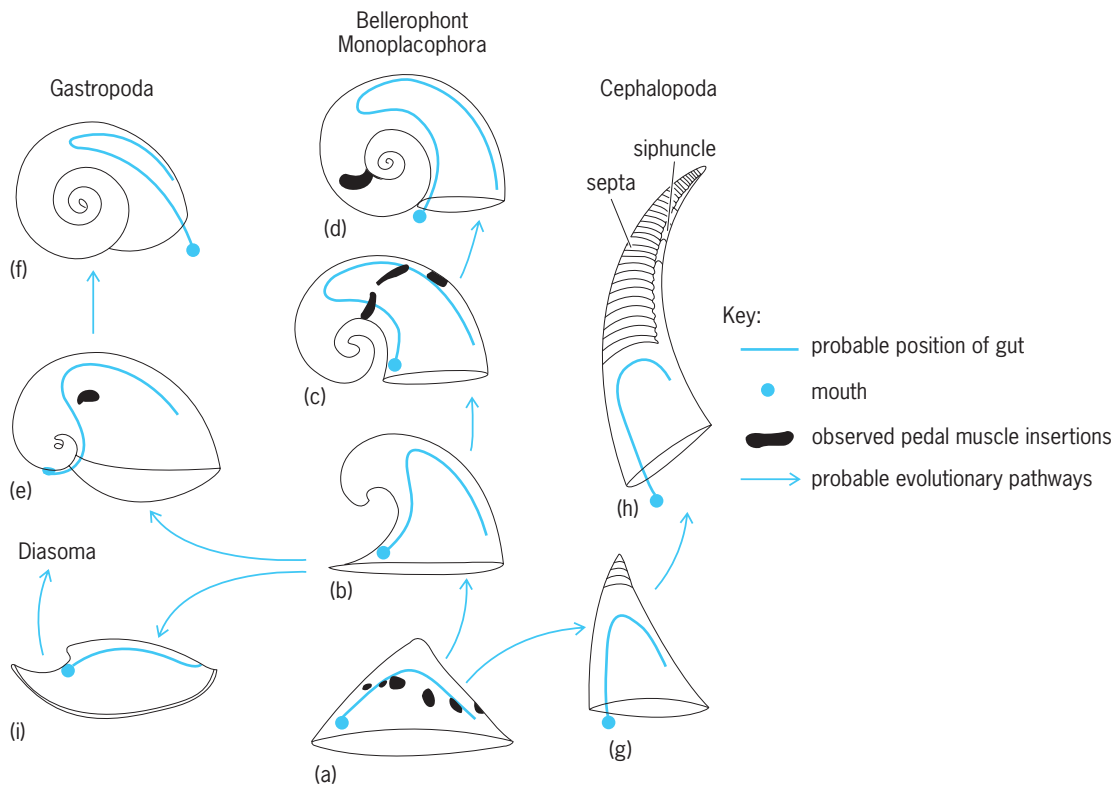 Bellerophont
Monoplacophora
Gastropoda
Cephalopoda
siphuncle
septa
(d)
(f)
Key:
probable position of gut
mouth
(c)
observed pedal muscle insertions
probable evolutionary pathways
(e)
(h)
Diasoma
(b)
(i)
(g)
(a)